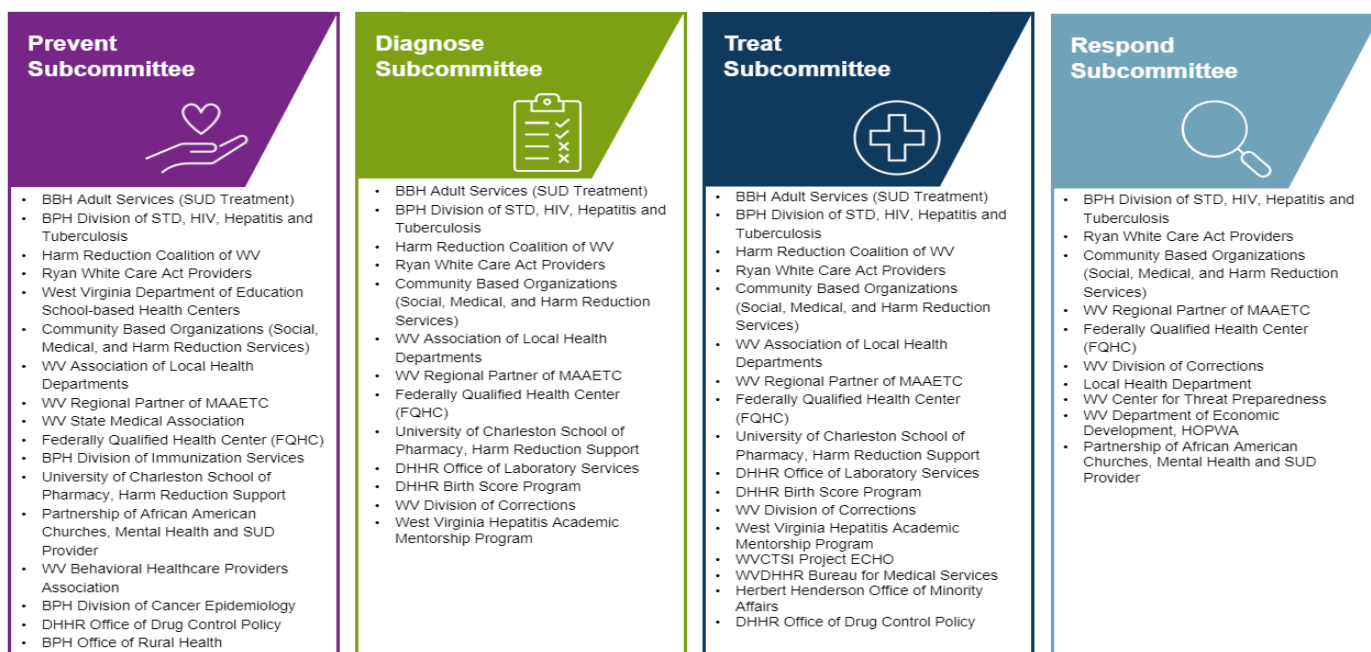 Prevent
Subcommittee
• BBH Adult Services (SUD Treatment)
• BPH Division of STD, HIV, Hepatitis and
Tuberculosis
• Harm Reduction Coalition of WV
• Ryan White Care Act Providers
• West Virginia Department of Education
School-based Health Centers
• Community Based Organizations (Social,
Medical, and Harm Reduction Services)
• WV Association of Local Health
Departments
• WV Regional Partner of MAAETC
• WV State Medical Association
• Federally Qualified Health Center (FQHC)
• BPH Division of Immunization Services
• University of Charleston School of
Pharmacy, Harm Reduction Support
• Partnership of African American
Churches, Mental Health and SUD
Provider
• WV Behavioral Healthcare Providers
Association
• BPH Division of Cancer Epidemiology
• DHHR Office of Drug Control Policy
• BPH Office of Rural Health
Diagnose
Subcommittee
• BBH Adult Services (SUD Treatment)
• BPH Division of STD, HIV, Hepatitis and
Tuberculosis
• Harm Reduction Coalition of WV
• Ryan White Care Act Providers
• Community Based Organizations
(Social, Medical, and Harm Reduction
Services)
• WV Association of Local Health
Departments
• WV Regional Partner of MAAETC
• Federally Qualified Health Center
(FQHC)
• University of Charleston School of
Pharmacy, Harm Reduction Support
• DHHR Office of Laboratory Services
• DHHR Birth Score Program
• WV Division of Corrections
• West Virginia Hepatitis Academic
Mentorship Program
Treat
Subcommittee
• BBH Adult Services (SUD Treatment)
• BPH Division of STD, HIV, Hepatitis and
Tuberculosis
• Harm Reduction Coalition of WV
• Ryan White Care Act Providers
• Community Based Organizations
(Social, Medical, and Harm Reduction
Services)
• WV Association of Local Health
Departments
• WV Regional Partner of MAAETC
• Federally Qualified Health Center
(FQHC)
• University of Charleston School of
Pharmacy, Harm Reduction Support
• DHHR Office of Laboratory Services
• DHHR Birth Score Program
• WV Division of Corrections
• West Virginia Hepatitis Academic
Mentorship Program
• WVCTSI Project ECHO
• WVDHHR Bureau for Medical Services
• Herbert Henderson Office of Minority
Affairs
• DHHR Office of Drug Control Policy
Respond
Subcommittee
• BPH Division of STD, HIV, Hepatitis and
Tuberculosis
• Ryan White Care Act Providers
• Community Based Organizations
(Social, Medical, and Harm Reduction
Services)
• WV Regional Partner of MAAETC
• Federally Qualified Health Center
(FQHC)
• WV Division of Corrections
• Local Health Department
• WV Center for Threat Preparedness
• WV Department of Economic
Development, HOPWA
• Partnership of African American
Churches, Mental Health and SUD
Provider